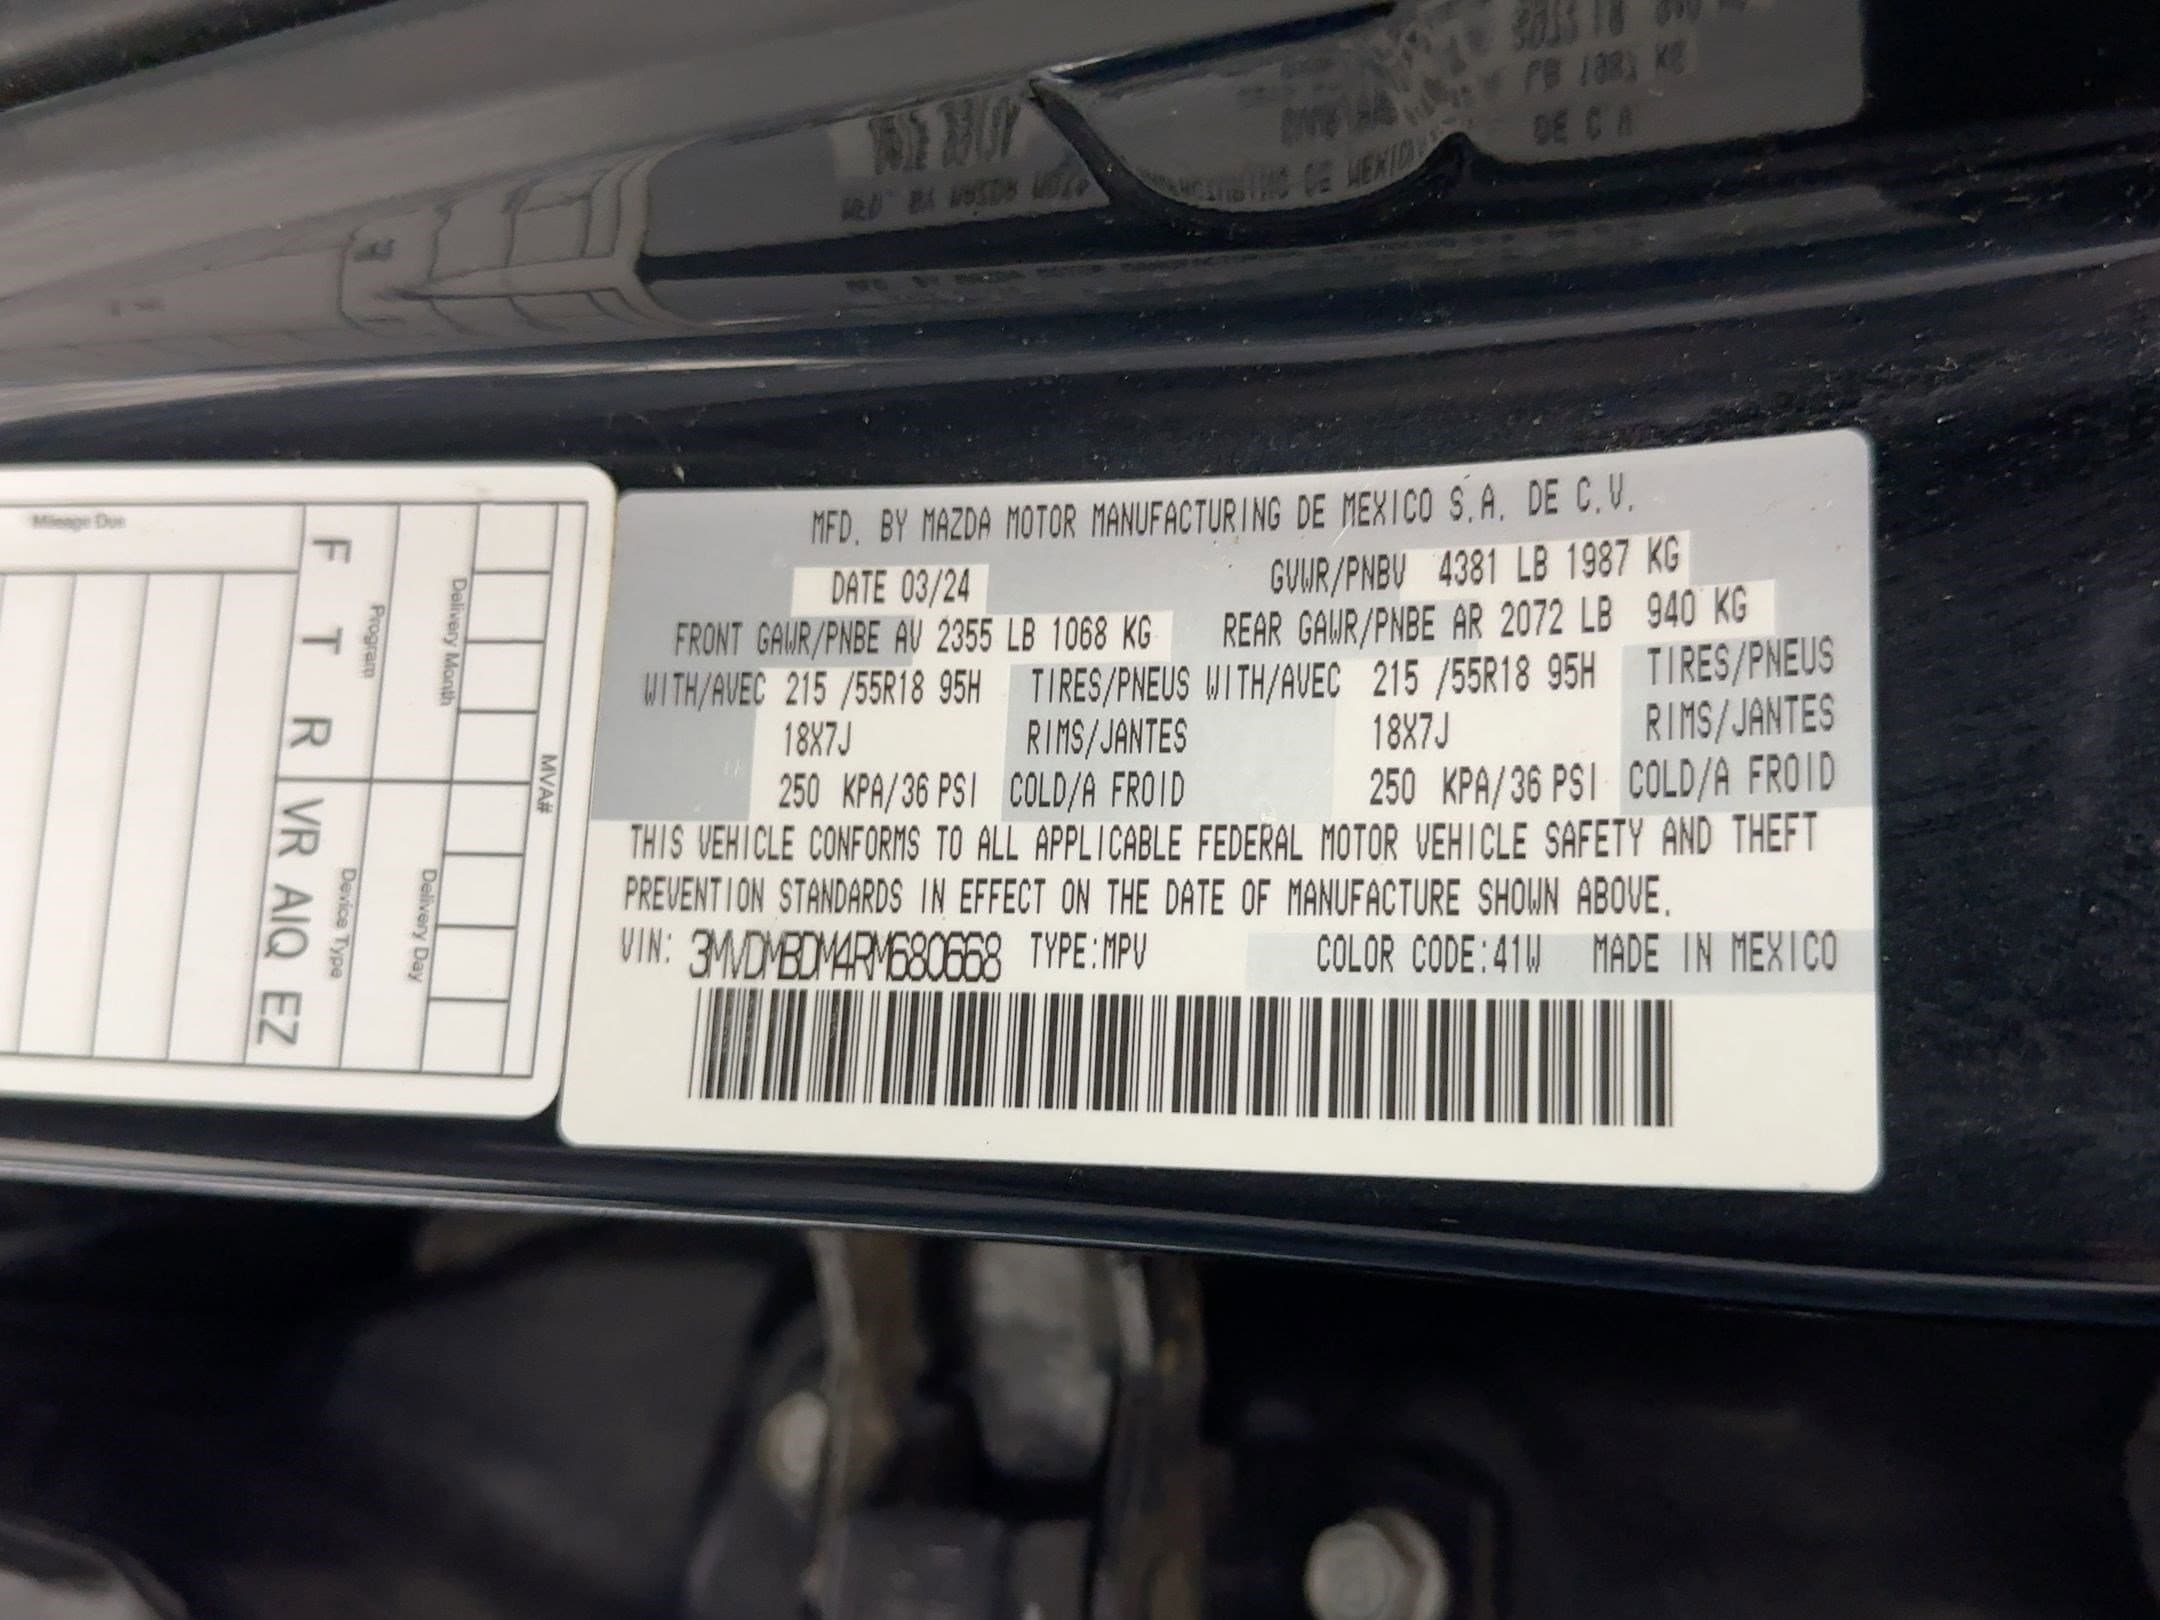 MFD. BY MAZDA MOTOR MANUFACTURING DE MEXICO S.A. DE C.V.
DATE 03/24 GVWR/PNBV 4381 LB 1987 KG
FRONT GAWR/PNBE AV 2355 LB 1068 KG REAR GAWR/PNBE AR 2072 LB 940 KG
WITH/AVEC 215 /55R18 95H TIRES/PNEUS WITH/AVEC 215 /55R18 95H TIRES/PNEUS
18X7J RIMS/JANTES 18X7J RIMS/JANTES
250 KPA/36 PSI COLD/A FROID 250 KPA/36 PSI COLD/A FROID
THIS VEHICLE CONFORMS TO ALL APPLICABLE FEDERAL MOTOR VEHICLE SAFETY AND THEFT
PREVENTION STANDARDS IN EFFECT ON THE DATE OF MANUFACTURE SHOWN ABOVE.
VIN: 3MVDMBDM4RM680668 TYPE:MPV COLOR CODE:41W MADE IN MEXICO
MVA#
Delivery Month Delivery Day
Program Device Type
F T R VR AIQ EZ
Mileage Due